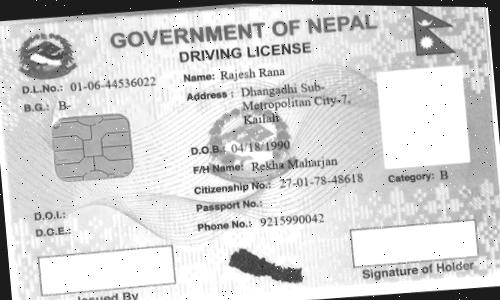 GOVERNMENT OF NEPAL
DRIVING LICENSE
D.L.No.: 01-06-44536022
B.G.: B-
Name: Rajesh Rana
Address : Dhangadhi Sub-
Metropolitan City-7,
Kailali
D.O.B.: 04/18/1990
F/H Name: Rekha Maharjan
Citizenship No.: 27-01-78-48618
Category: B
Passport No.:
D.O.I.:
Phone No.: 9215990042
D.O.E.:
Issued By
Signature of Holder